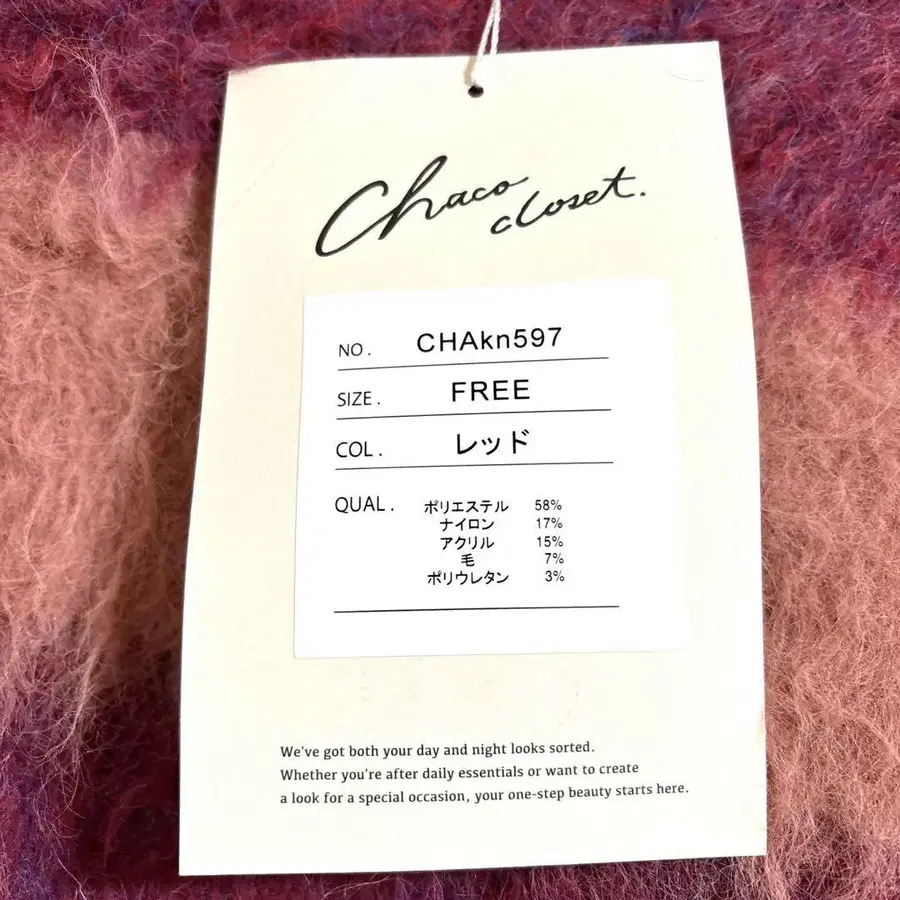 Chaco
closet.
NO. CHAkn597
SIZE. FREE
COL. レッド
QUAL. ポリエステル 58%
ナイロン 17%
アクリル 15%
毛 7%
ポリウレタン 3%
We've got both your day and night looks sorted.
Whether you're after daily essentials or want to create
a look for a special occasion, your one-step beauty starts here.